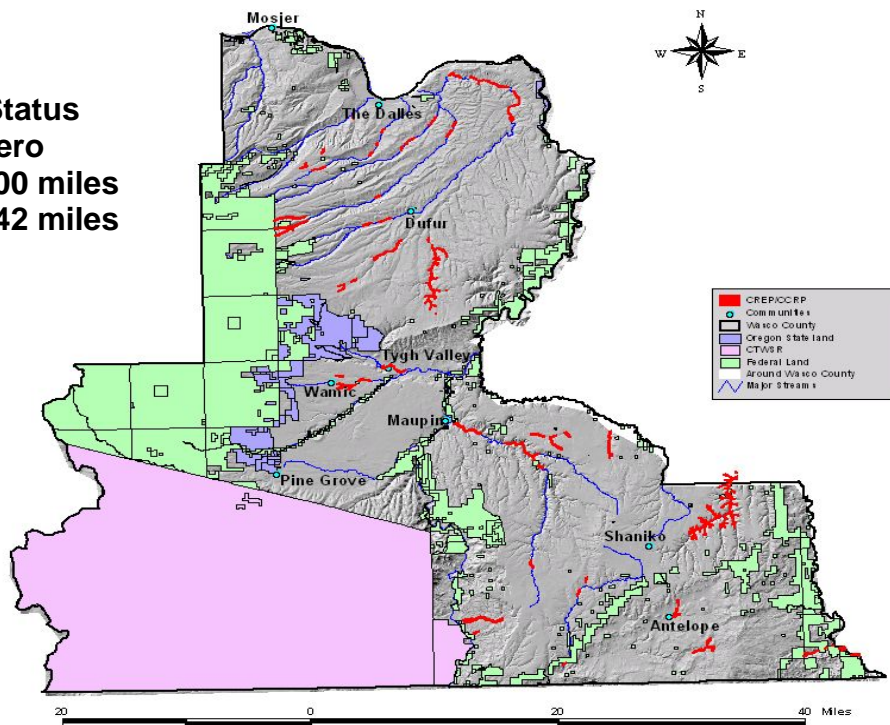 Mosier
N
W E
S
Status
ero
00 miles
42 miles
The Dalles
Dufur
CREP/CCRP
Communities
Wasco County
Oregon State land
CTWSR
Federal Land
Around Wasco County
Major Streams
Tygh Valley
Wamic
Maupin
Pine Grove
Shaniko
Antelope
20 0 20 40 Miles